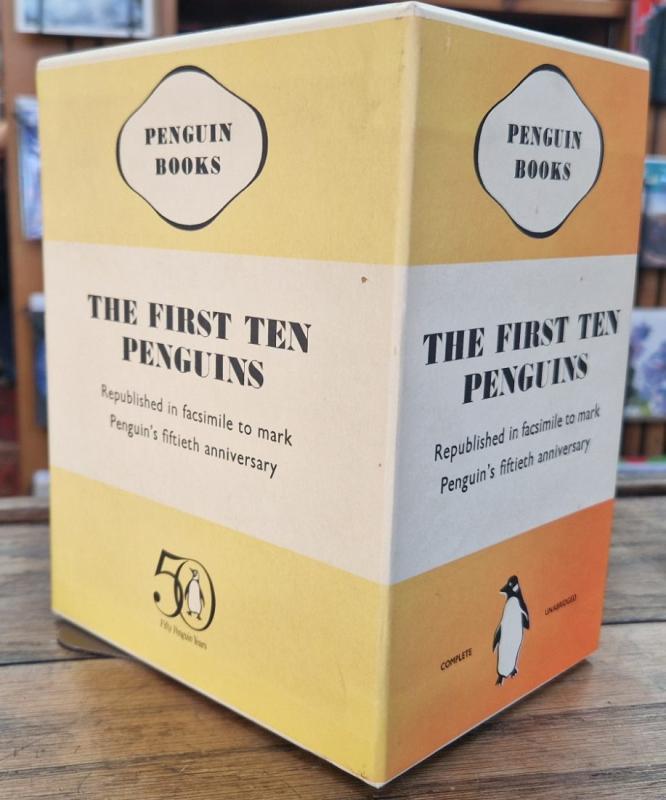 PENGUIN
BOOKS
THE FIRST TEN
PENGUINS
Republished in facsimile to mark
Penguin's fiftieth anniversary
50
Fifty Penguin Years
PENGUIN
BOOKS
THE FIRST TEN
PENGUINS
Republished in facsimile to mark
Penguin's fiftieth anniversary
COMPLETE
UNABRIDGED